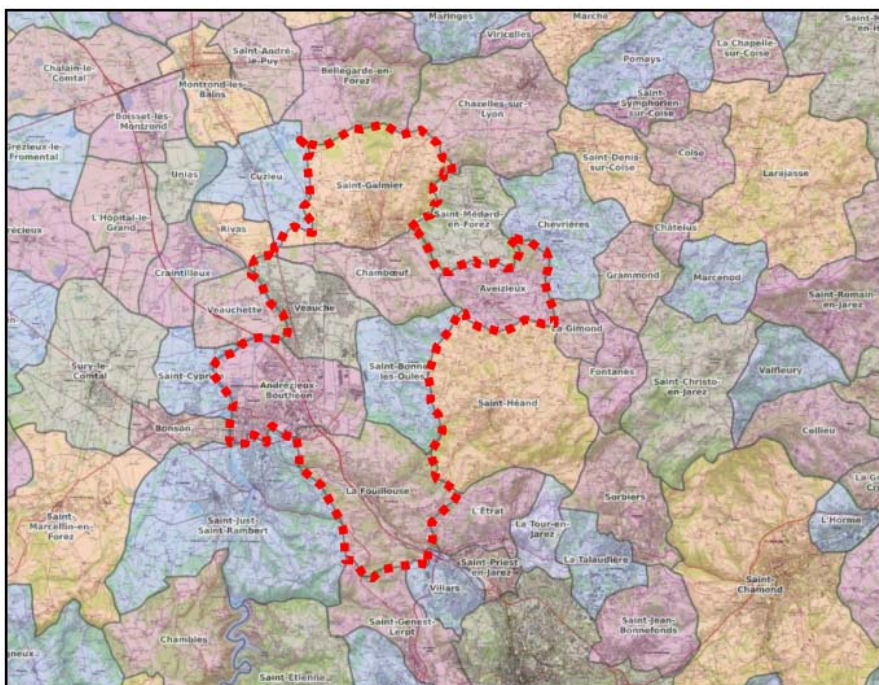 Maringes
Marche
Viricelles
La Chapelle-
sur-Coise
Saint-André-
le-Puy
Pomays
Chalain-le-
Comtal
Bellegarde-en-
Forez
Montrond-les-
Bains
Saint-
Symphorien-
sur-Coise
Chazelles-sur-
Lyon
Boisset-lès-
Montrond
Grézieux-le-
Fromental
Coise
Saint-Denis-
sur-Coise
Unias
Cuzieu
Saint-Galmier
Larajasse
L'Hôpital-le-
Grand
Rivas
Saint-Médard-
en-Forez
Chevrières
Châtelus
Précieux
Craintilleux
Chambœuf
Grammond
Marcenod
Aveizieux
Saint-Romain-
en-Jarez
Veauchette
Veauche
La Gimond
Sury-le-
Comtal
Saint-Cyprien
Saint-Bonnet-
les-Oules
Fontanès
Saint-Christo-
en-Jarez
Valfleury
Andrézieux-
Bouthéon
Saint-Héand
Bonson
Cellieu
La Fouillouse
Saint-
Marcellin-en-
Forez
L'Étrat
Sorbiers
Saint-Just-
Saint-Rambert
La Tour-en-
Jarez
L'Horme
Saint-Priest-
en-Jarez
La Talaudière
Villars
Saint-
Chamond
Saint-Genest-
Lerpt
Saint-Jean-
Bonnefonds
Chambles
Saint-Étienne